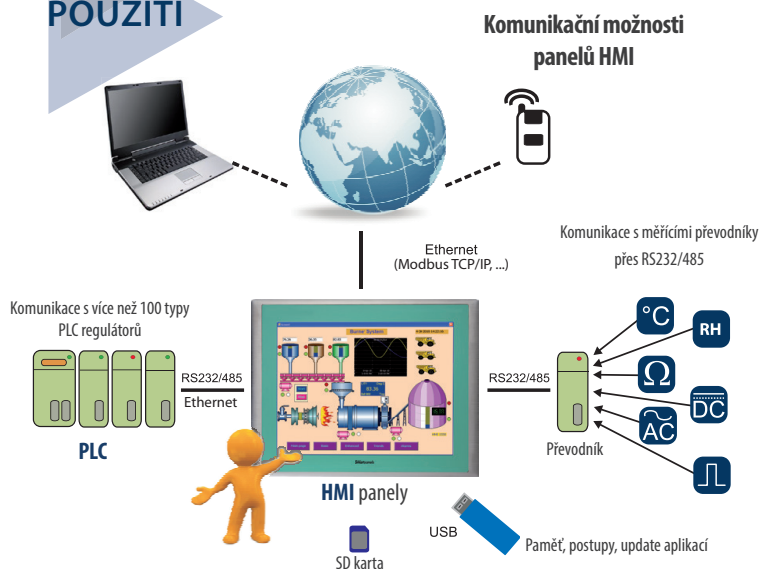 POUŽITÍ
Komunikační možnosti
panelů HMI
Ethernet
(Modbus TCP/IP, ...)
Komunikace s měřícími převodníky
přes RS232/485
Komunikace s více než 100 typy
PLC regulátorů
°C
RH
Ω
DC
AC
RS232/485
Ethernet
RS232/485
Burner System
PLC
Převodník
HMI panely
USB
Paměť, postupy, update aplikací
SD karta